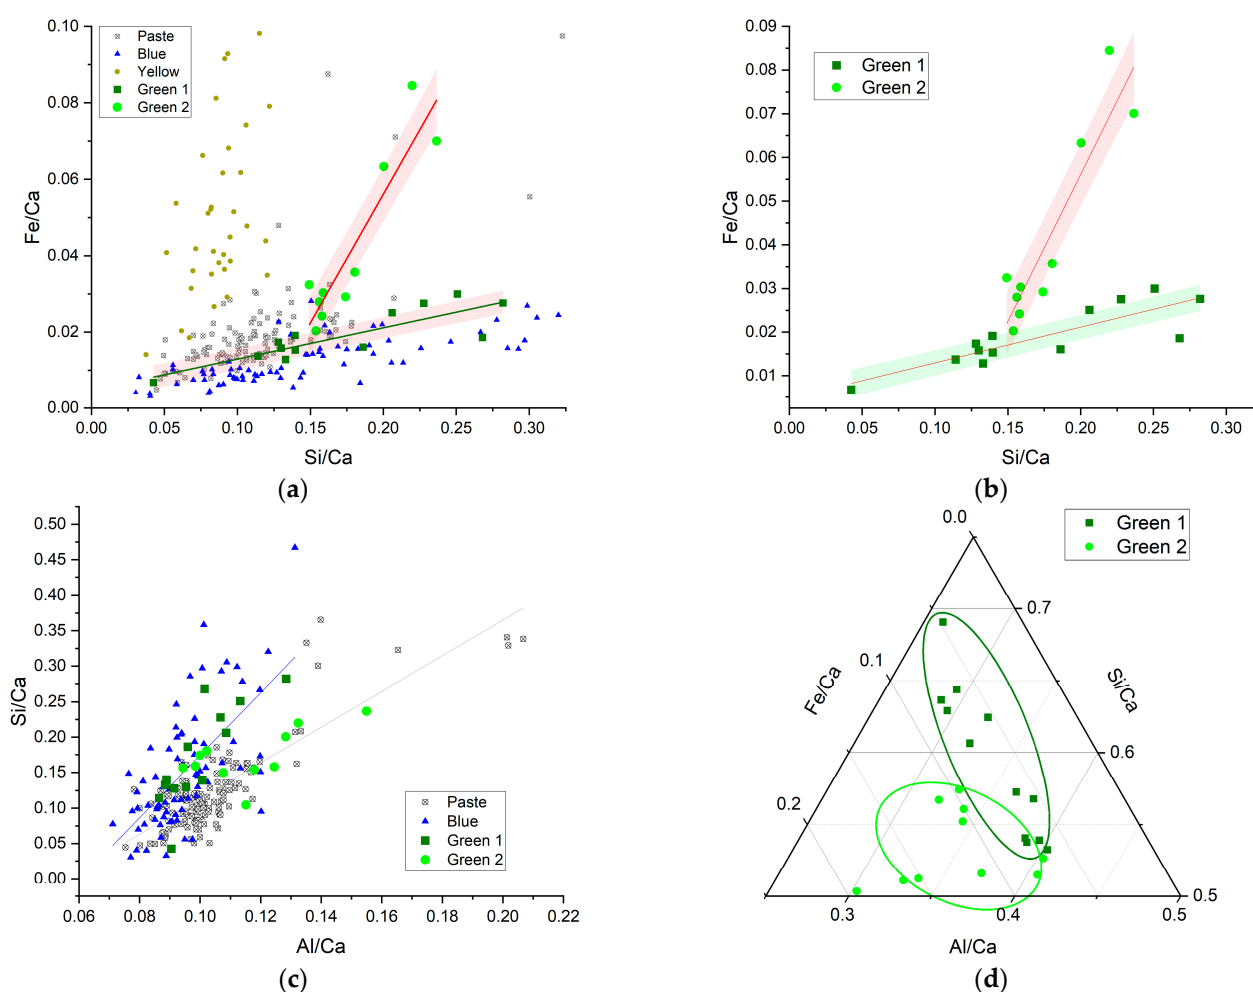 Paste
Blue
Yellow
Green 1
Green 2
0.10
0.08
0.06
0.04
0.02
0.00
Fe/Ca
0.00
0.05
0.10
0.15
0.20
0.25
0.30
Si/Ca
(a)
Green 1
Green 2
0.09
0.08
0.07
0.06
0.05
0.04
0.03
0.02
0.01
Fe/Ca
0.00
0.05
0.10
0.15
0.20
0.25
0.30
Si/Ca
(b)
0.50
0.45
0.40
0.35
0.30
0.25
0.20
0.15
0.10
0.05
0.00
Si/Ca
Paste
Blue
Green 1
Green 2
0.06
0.08
0.10
0.12
0.14
0.16
0.18
0.20
0.22
Al/Ca
(c)
Green 1
Green 2
0.0
0.1
0.2
Fe/Ca
0.7
0.6
0.5
Si/Ca
0.3
0.4
0.5
Al/Ca
(d)